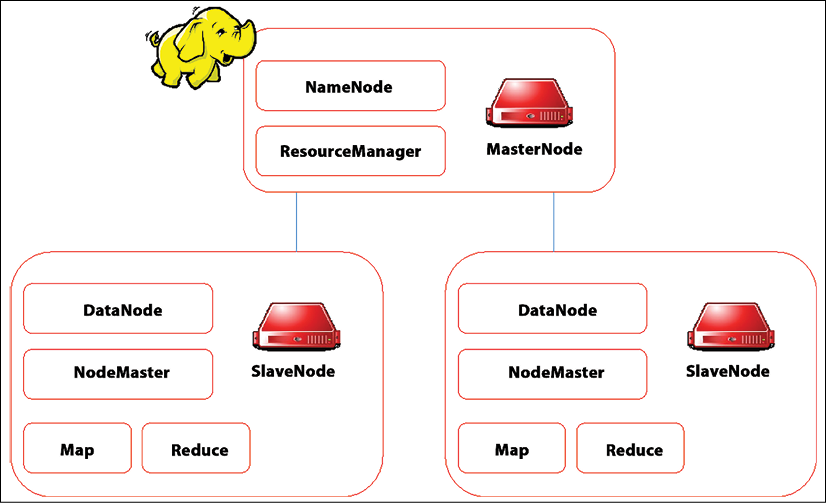 NameNode
ResourceManager
MasterNode
DataNode
NodeMaster
SlaveNode
Map
Reduce
DataNode
NodeMaster
SlaveNode
Map
Reduce